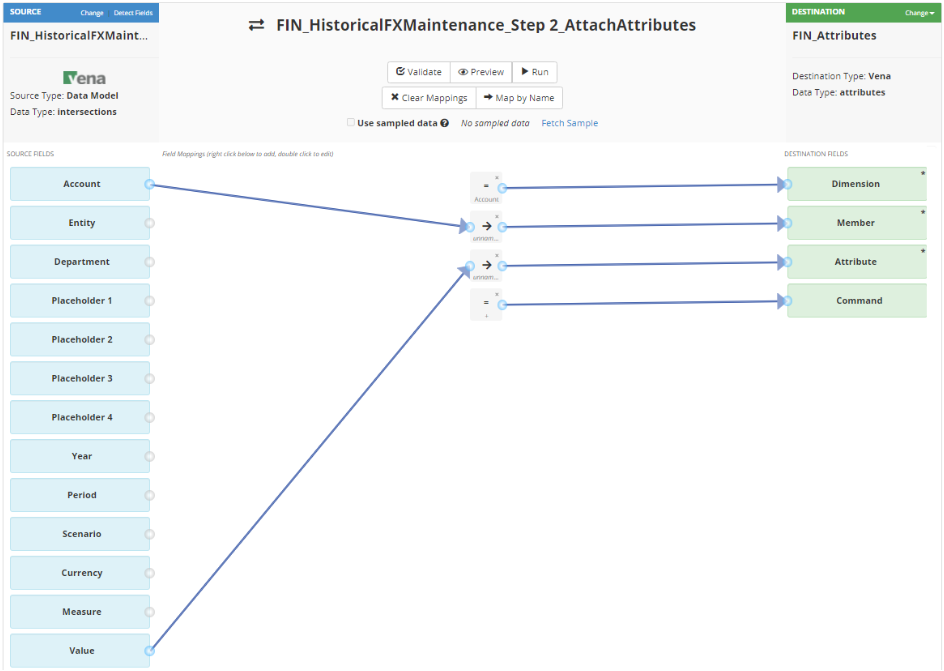 SOURCE Change Detect Fields
FIN_HistoricalFXMaint...
vena
Source Type: Data Model
Data Type: intersections
FIN_HistoricalFXMaintenance_Step 2_AttachAttributes
Validate Preview Run
Clear Mappings Map by Name
Use sampled data No sampled data Fetch Sample
DESTINATION Change
FIN_Attributes
Destination Type: Vena
Data Type: attributes
SOURCE FIELDS Field Mappings (right click below to add, double click to edit) DESTINATION FIELDS
Account
Entity
Department
Placeholder 1
Placeholder 2
Placeholder 3
Placeholder 4
Year
Period
Scenario
Currency
Measure
Value
=
Account
unnam...
unnam...
=
Dimension *
Member *
Attribute *
Command